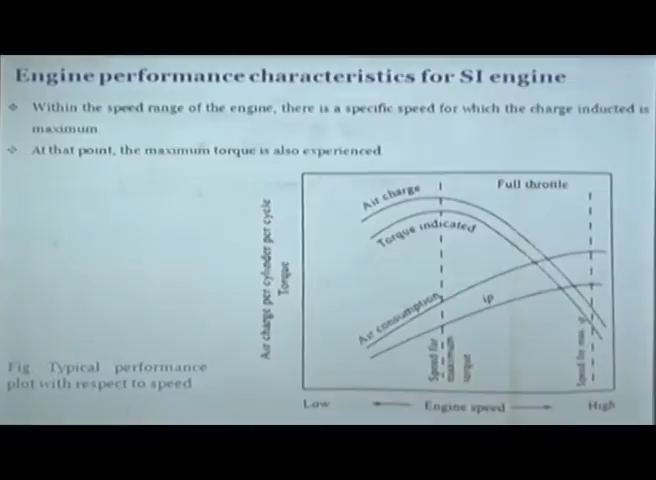 Engine performance characteristics for SI engine
❖ Within the speed range of the engine, there is a specific speed for which the charge inducted is
maximum
❖ At that point, the maximum torque is also experienced
Full throttle
Air charge
Torque indicated
Air consumption
ip
Air charge per cylinder per cycle
Torque
Speed for
maximum
torque
Speed for max.
Fig Typical performance
plot with respect to speed
Low
Engine speed
High